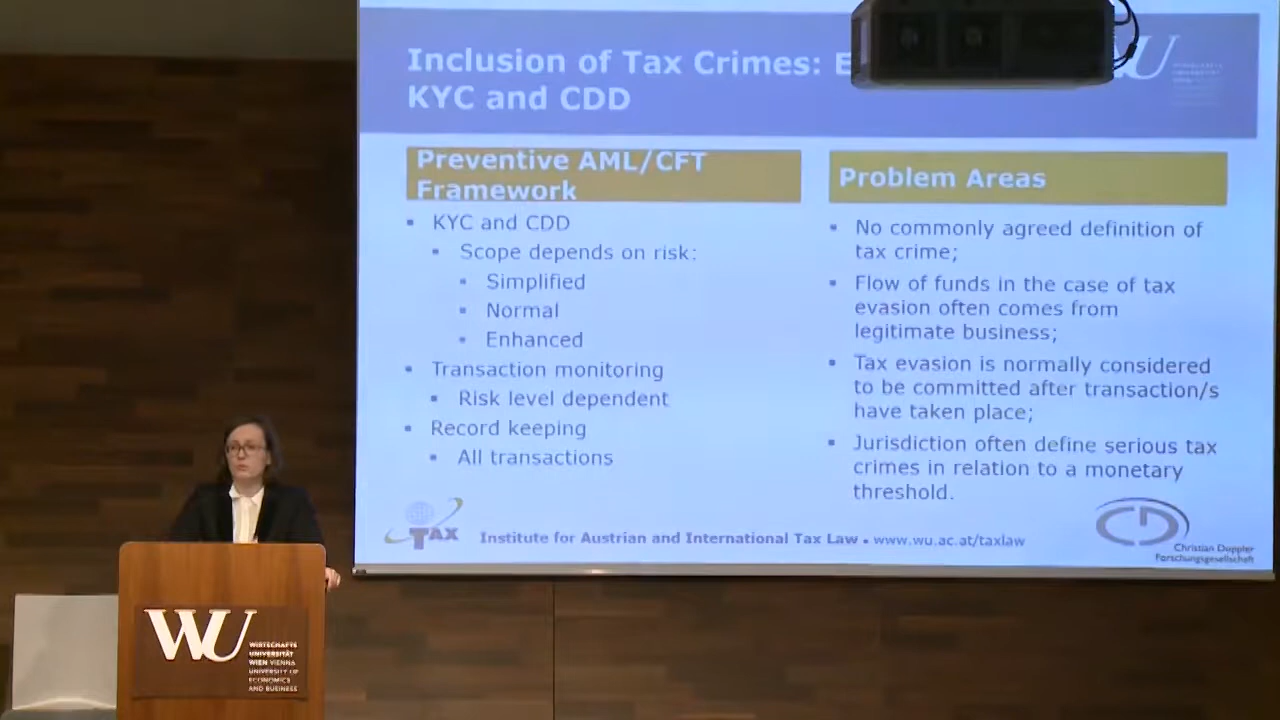 Inclusion of Tax Crimes: E
KYC and CDD
WU
Preventive AML/CFT
Framework
▪ KYC and CDD
▪ Scope depends on risk:
▪ Simplified
▪ Normal
▪ Enhanced
▪ Transaction monitoring
▪ Risk level dependent
▪ Record keeping
▪ All transactions
Problem Areas
▪ No commonly agreed definition of
tax crime;
▪ Flow of funds in the case of tax
evasion often comes from
legitimate business;
▪ Tax evasion is normally considered
to be committed after transaction/s
have taken place;
▪ Jurisdiction often define serious tax
crimes in relation to a monetary
threshold.
TAX
Institute for Austrian and International Tax Law • www.wu.ac.at/taxlaw
CD
Christian Doppler
Forschungsgesellschaft
WU
WIRTSCHAFTS
UNIVERSITÄT
WIEN VIENNA
UNIVERSITY OF
ECONOMICS
AND BUSINESS